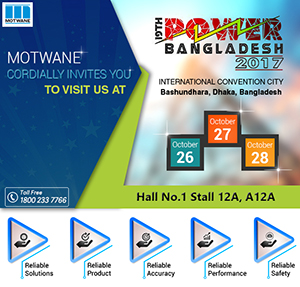 MOTWANE
MOTWANE
CORDIALLY INVITES YOU
TO VISIT US AT
19TH
POWER
BANGLADESH
2017
INTERNATIONAL CONVENTION CITY
Bashundhara, Dhaka, Bangladesh
October
26
October
27
October
28
Toll Free
1800 233 7766
Hall No.1 Stall 12A, A12A
Reliable
Solutions
Reliable
Product
Reliable
Accuracy
Reliable
Performance
Reliable
Safety